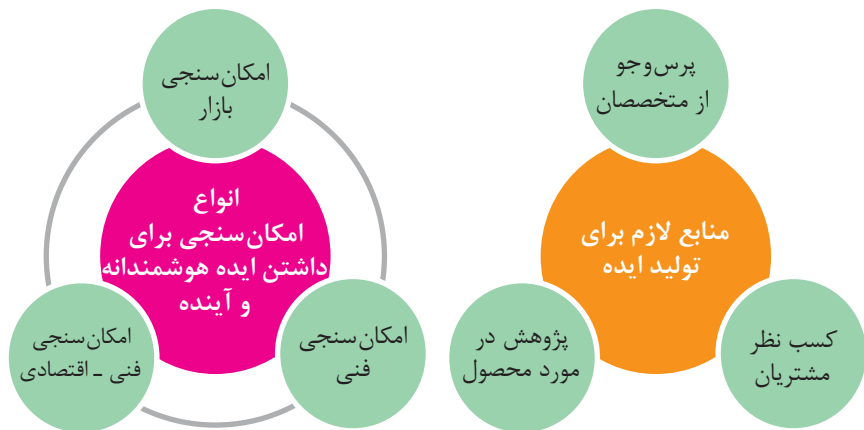 پرس‌وجو
از متخصصان
منابع لازم برای
تولید ایده
کسب نظر
مشتریان
پژوهش در
مورد محصول
امکان‌سنجی
بازار
انواع
امکان‌سنجی برای
داشتن ایده هوشمندانه
و آینده
امکان‌سنجی
فنی
امکان‌سنجی
فنی ـ اقتصادی